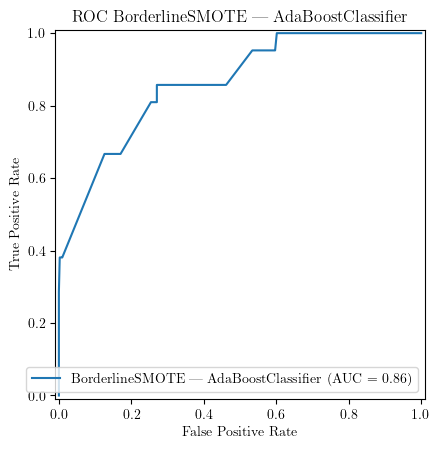 ROC BorderlineSMOTE — AdaBoostClassifier
1.0
0.8
0.6
0.4
0.2
0.0
True Positive Rate
BorderlineSMOTE — AdaBoostClassifier (AUC = 0.86)
0.0 0.2 0.4 0.6 0.8 1.0
False Positive Rate